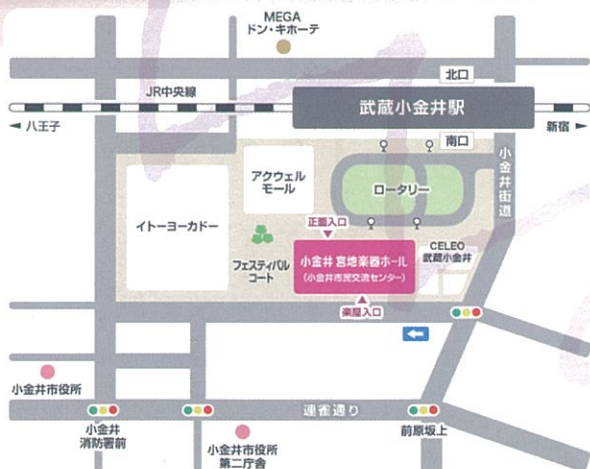 MEGA
ドン・キホーテ
北口
JR中央線
武蔵小金井駅
八王子
新宿
南口
小金井街道
アクウェル
モール
ロータリー
イトーヨーカドー
正面入口
フェスティバル
コート
小金井 宮地楽器ホール
(小金井市民交流センター)
CELEO
武蔵小金井
楽屋入口
小金井市役所
連雀通り
小金井
消防署前
前原坂上
小金井市役所
第二庁舎